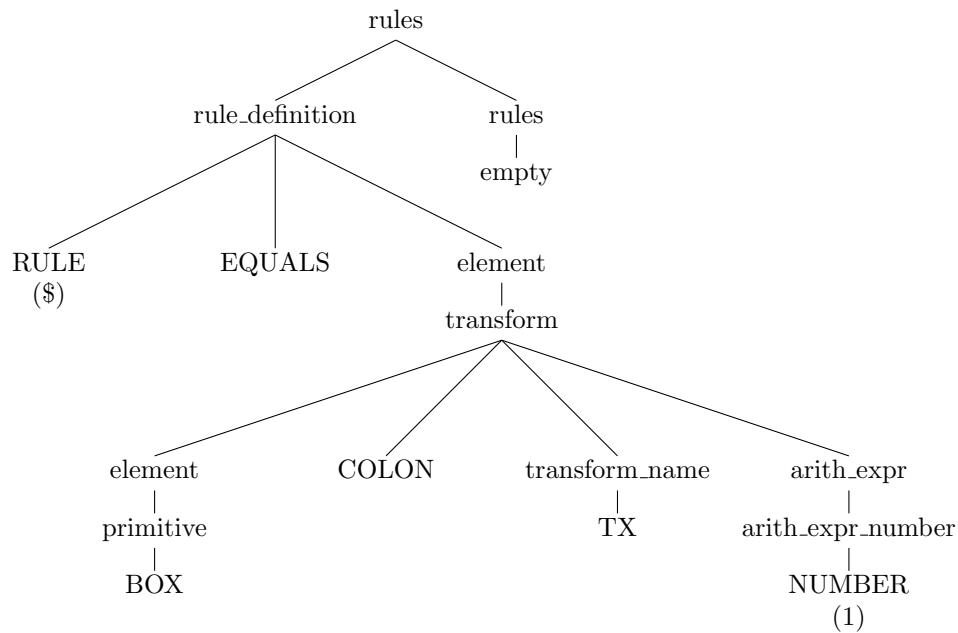 rules
rule_definition rules
empty
RULE EQUALS element
($)
transform
element COLON transform_name arith_expr
primitive TX arith_expr_number
BOX NUMBER
(1)